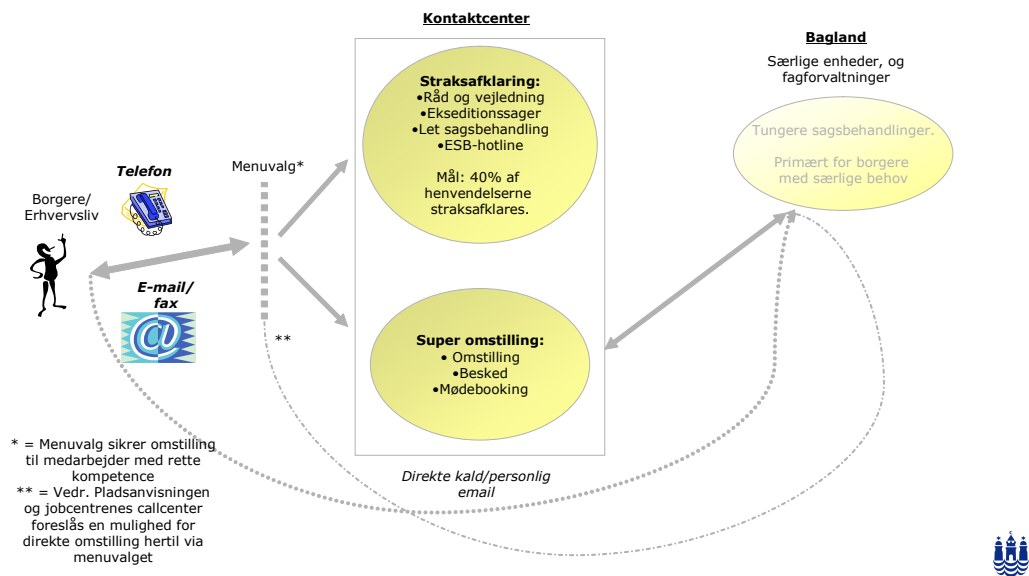 Kontaktcenter
Bagland
Særlige enheder, og
fagforvaltninger
Straksafklaring:
•Råd og vejledning
•Ekseditionssager
•Let sagsbehandling
•ESB-hotline
Mål: 40% af
henvendelserne
straksafklares.
Tungere sagsbehandlinger.
Primært for borgere
med særlige behov
Menuvalg*
Telefon
Borgere/
Erhvervsliv
E-mail/
fax
@
**
Super omstilling:
• Omstilling
•Besked
•Mødebooking
* = Menuvalg sikrer omstilling
til medarbejder med rette
kompetence
** = Vedr. Pladsanvisningen
og jobcentrenes callcenter
foreslås en mulighed for
direkte omstilling hertil via
menuvalget
Direkte kald/personlig
email